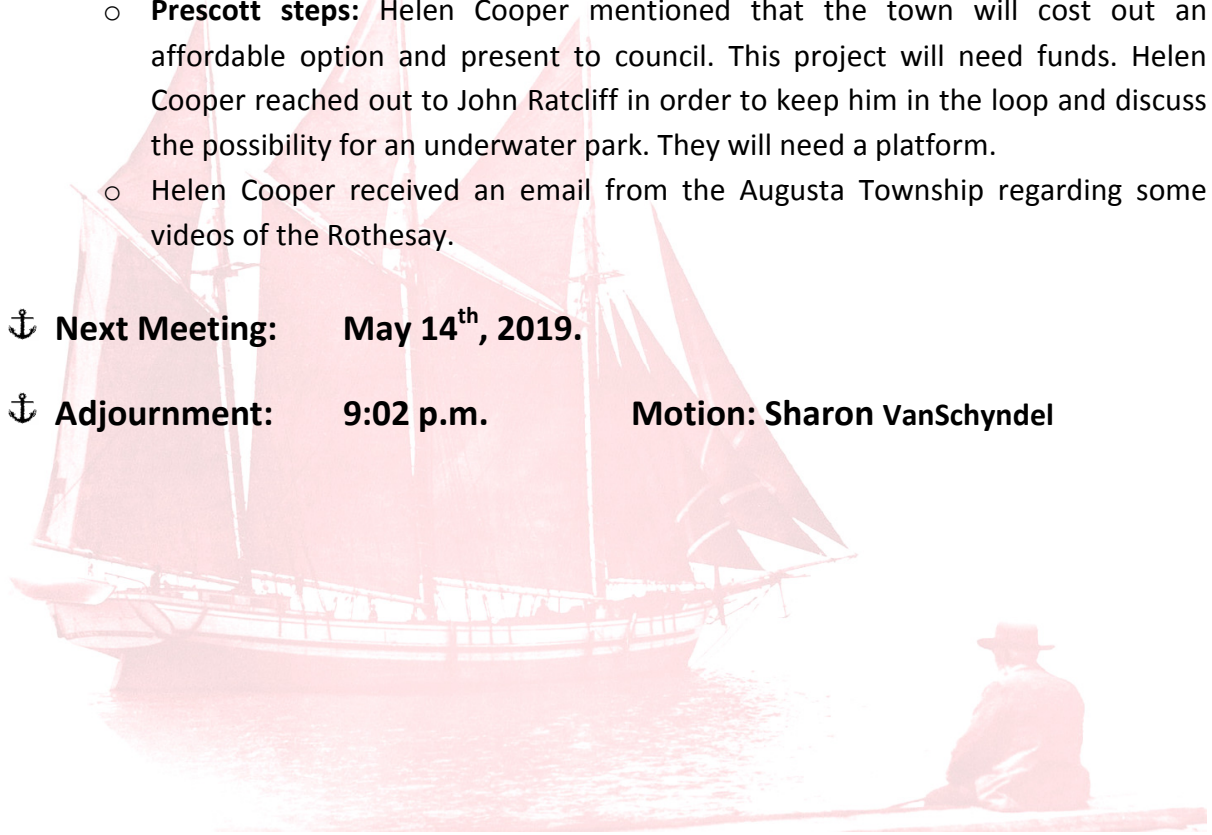 o Prescott steps: Helen Cooper mentioned that the town will cost out an
affordable option and present to council. This project will need funds. Helen
Cooper reached out to John Ratcliff in order to keep him in the loop and discuss
the possibility for an underwater park. They will need a platform.
o Helen Cooper received an email from the Augusta Township regarding some
videos of the Rothesay.
Next Meeting: May 14th, 2019.
Adjournment: 9:02 p.m. Motion: Sharon VanSchyndel